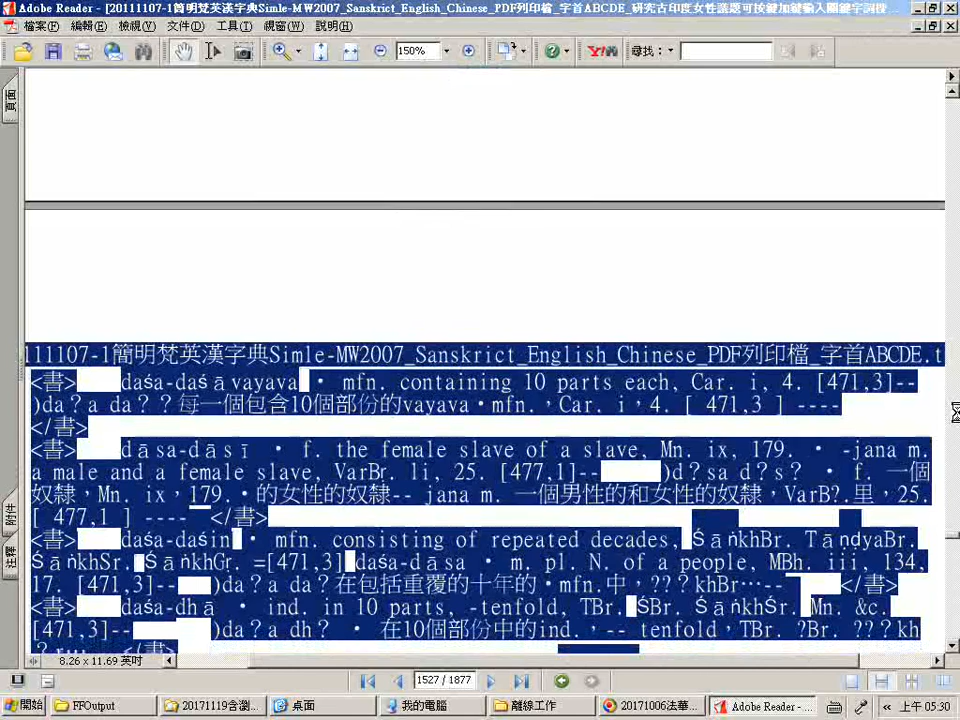 Adobe Reader - [20111107-1簡明梵英漢字典Simle-MW2007_Sanskrict_English_Chinese_PDF列印檔_字首ABCDE_研究古印度女性議題可按鍵加鍵輸入關鍵字詞搜
檔案(F) 編輯(E) 檢視(V) 文件(D) 工具(T) 視窗(W) 說明(H)
150% Y! 尋找：
頁面
111107-1簡明梵英漢字典Simle-MW2007_Sanskrict_English_Chinese_PDF列印檔_字首ABCDE.t
<書> daśa-daśāvayava • mfn. containing 10 parts each, Car. i, 4. [471,3]--
)da?a da??每一個包含10個部份的vayava•mfn.,Car. i,4. [ 471,3 ] ----
</書>
<書> dāsa-dāsī • f. the female slave of a slave, Mn. ix, 179. • -jana m.
a male and a female slave, VarBr. li, 25. [477,1]-- )d?sa d?s? • f. 一個
奴隸,Mn. ix,179.•的女性的奴隸-- jana m. 一個男性的和女性的奴隸,VarB?.里,25.
[ 477,1 ] ---- </書>
<書> daśa-daśin • mfn. consisting of repeated decades, ŚāṅkhBr. TāṇḍyaBr.
ŚāṅkhSr. ŚāṅkhGr. =[471,3] daśa-dāsa • m. pl. N. of a people, MBh. iii, 134,
17. [471,3]-- )da?a da?在包括重覆的十年的•mfn.中,???khBr…-- </書>
<書> daśa-dhā • ind. in 10 parts, -tenfold, TBr. ŚBr. ŚāṅkhŚr. Mn. &c.
[471,3]-- )da?a dh? • 在10個部份中的ind.,-- tenfold,TBr. ?Br. ???kh
附件
注釋
8.26 x 11.69 英吋
1527 / 1877
開始 FFOutput 20171119含瀏... 桌面 我的電腦 離線工作 20171006法華... Adobe Reader - ... 上午 05:30